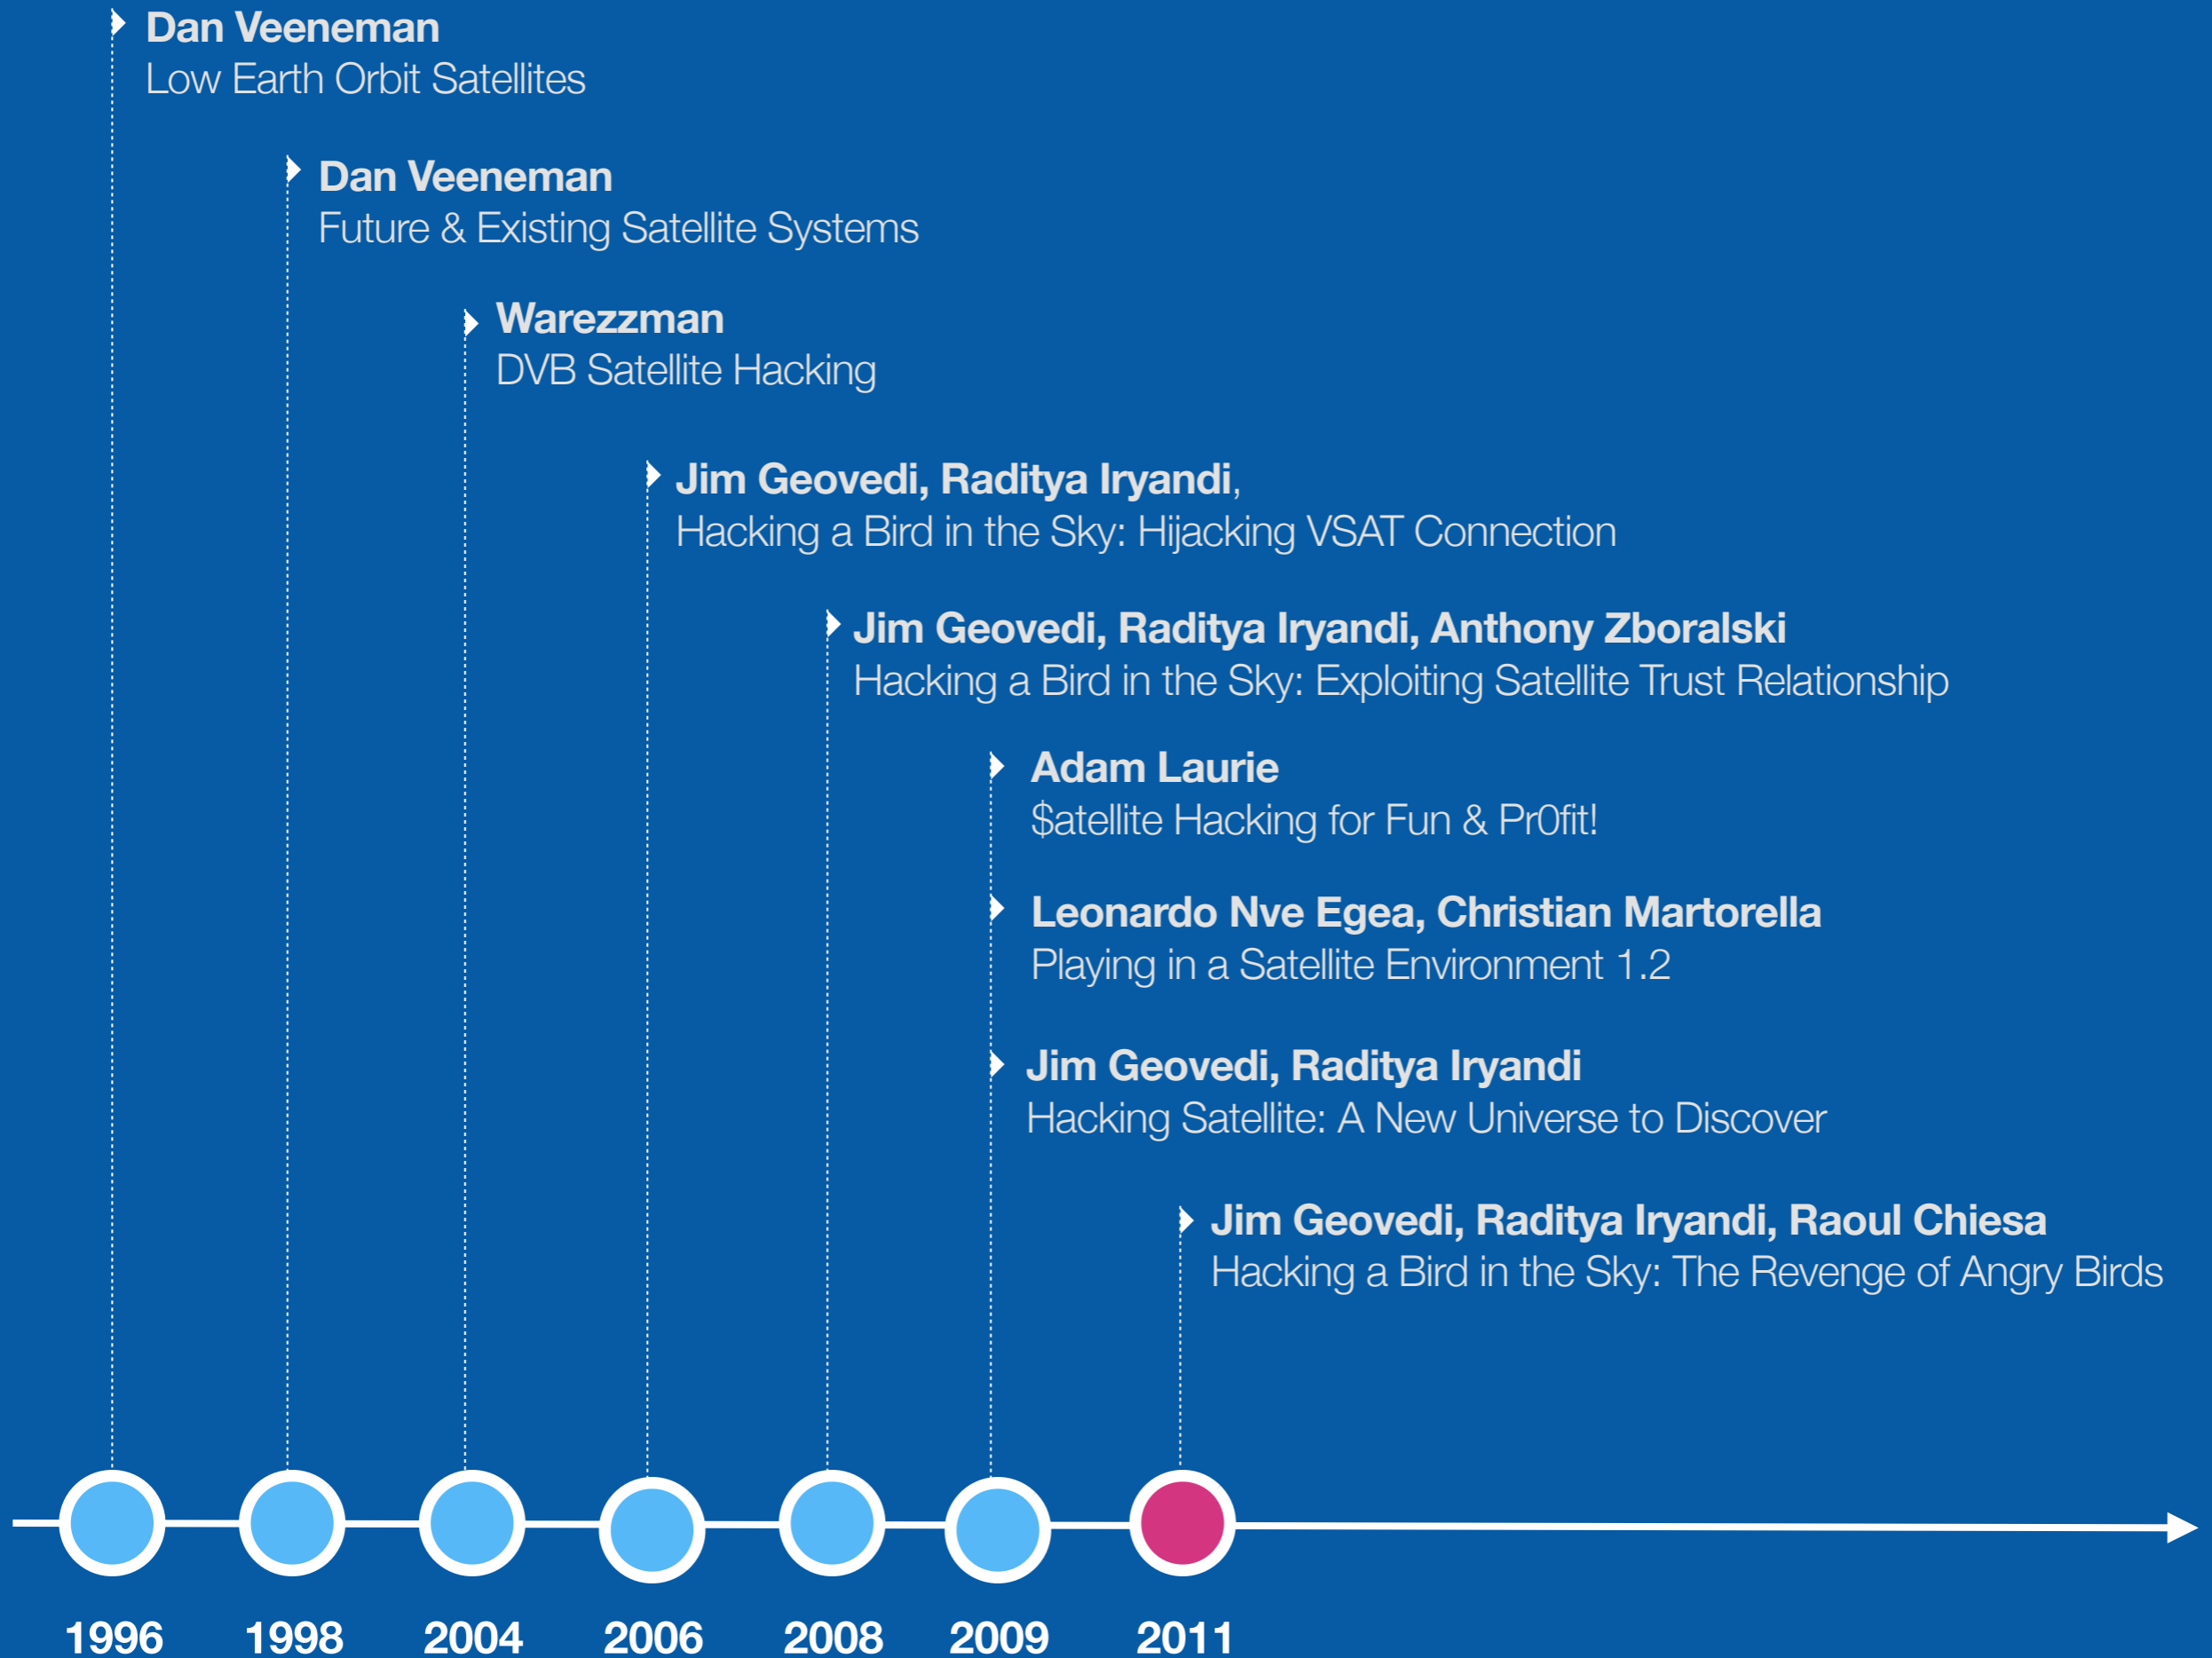 Dan Veeneman
Low Earth Orbit Satellites
Dan Veeneman
Future & Existing Satellite Systems
Warezzman
DVB Satellite Hacking
Jim Geovedi, Raditya Iryandi,
Hacking a Bird in the Sky: Hijacking VSAT Connection
Jim Geovedi, Raditya Iryandi, Anthony Zboralski
Hacking a Bird in the Sky: Exploiting Satellite Trust Relationship
Adam Laurie
$atellite Hacking for Fun & Pr0fit!
Leonardo Nve Egea, Christian Martorella
Playing in a Satellite Environment 1.2
Jim Geovedi, Raditya Iryandi
Hacking Satellite: A New Universe to Discover
Jim Geovedi, Raditya Iryandi, Raoul Chiesa
Hacking a Bird in the Sky: The Revenge of Angry Birds
1996 1998 2004 2006 2008 2009 2011